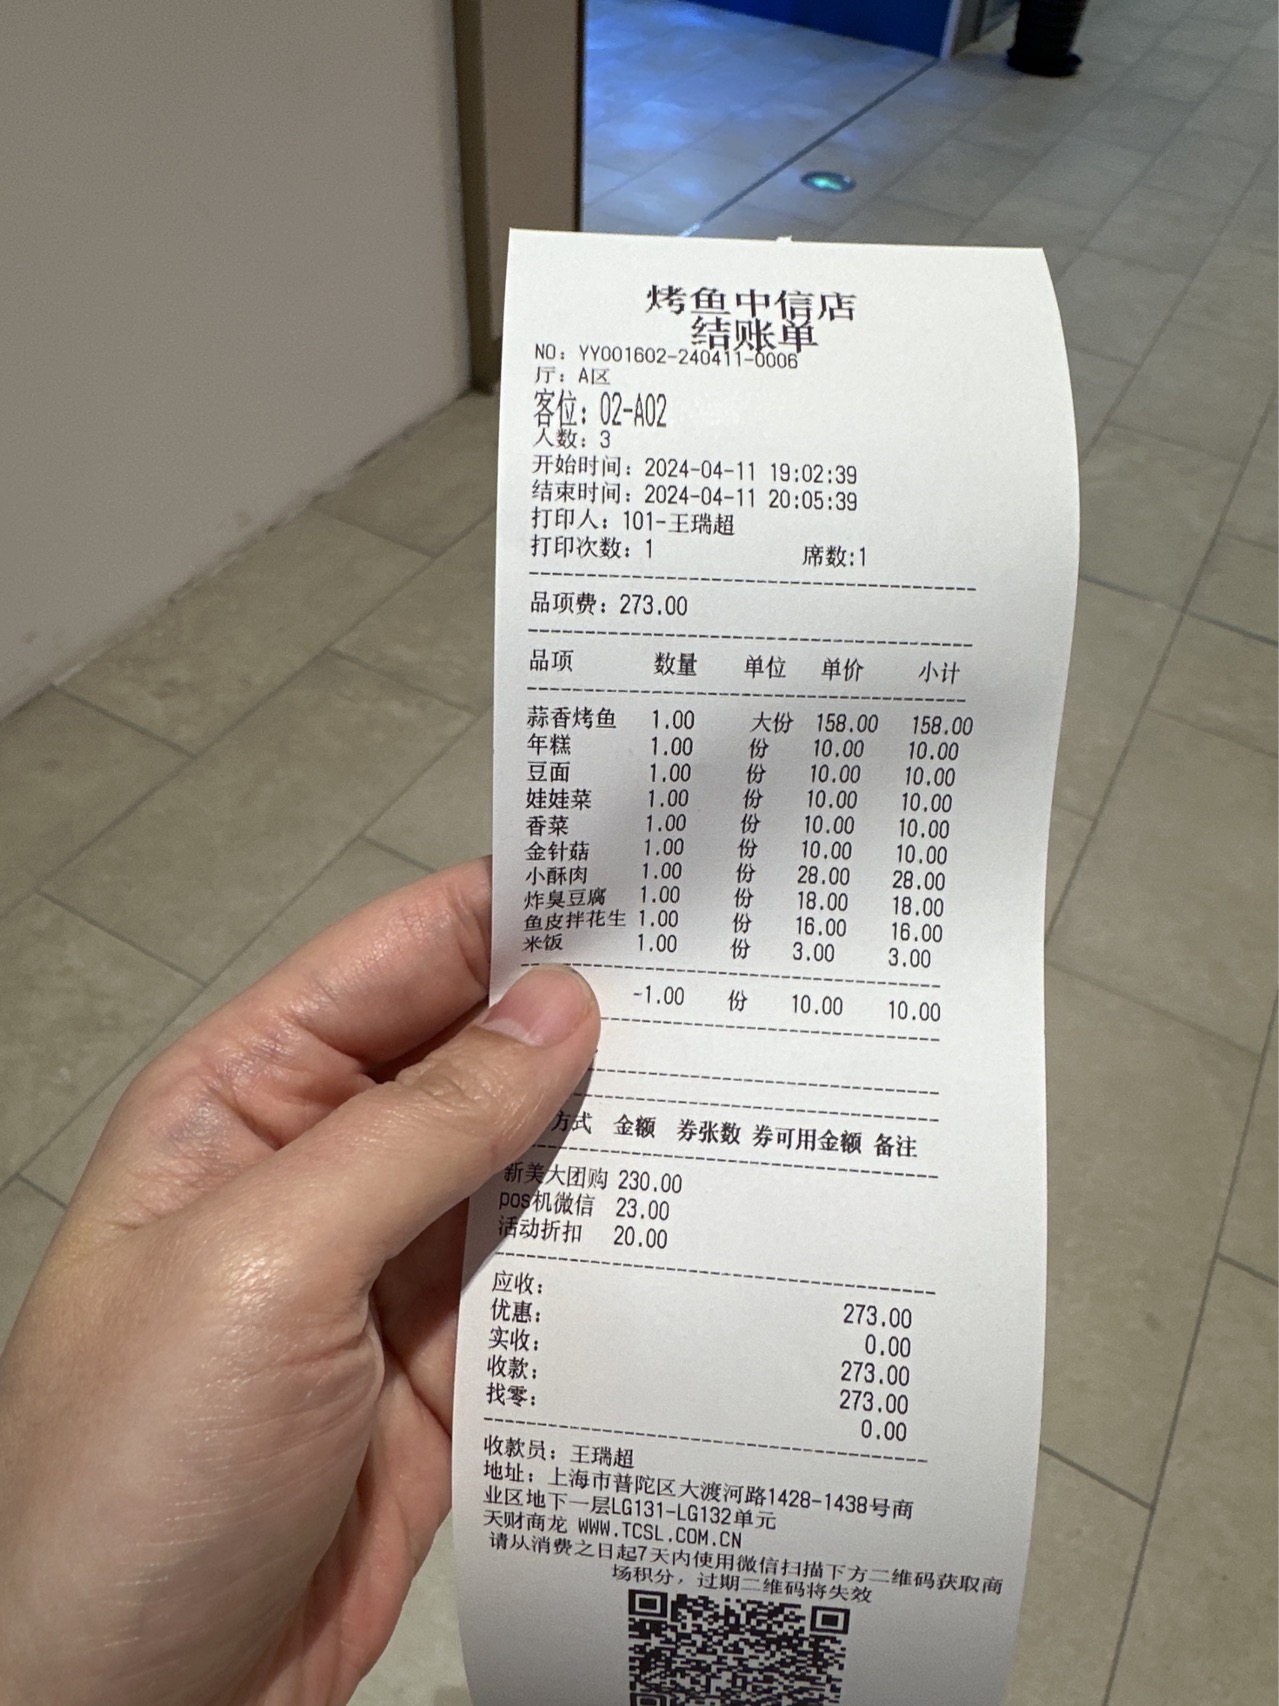 烤鱼中信店
结账单
NO: YY001602-240411-0006
厅: A区
客位: 02-A02
人数: 3
开始时间: 2024-04-11 19:02:39
结束时间: 2024-04-11 20:05:39
打印人: 101-王瑞超
打印次数: 1 席数:1
品项费: 273.00
品项 数量 单位 单价 小计
蒜香烤鱼 1.00 大份 158.00 158.00
年糕 1.00 份 10.00 10.00
豆面 1.00 份 10.00 10.00
娃娃菜 1.00 份 10.00 10.00
香菜 1.00 份 10.00 10.00
金针菇 1.00 份 10.00 10.00
小酥肉 1.00 份 28.00 28.00
炸臭豆腐 1.00 份 18.00 18.00
鱼皮拌花生 1.00 份 16.00 16.00
米饭 1.00 份 3.00 3.00
-1.00 份 10.00 10.00
方式 金额 券张数 券可用金额 备注
新美大团购 230.00
pos机微信 23.00
活动折扣 20.00
应收: 273.00
优惠: 0.00
实收: 273.00
收款: 273.00
找零: 0.00
收款员: 王瑞超
地址: 上海市普陀区大渡河路1428-1438号商
业区地下一层LG131-LG132单元
天财商龙 WWW.TCSL.COM.CN
请从消费之日起7天内使用微信扫描下方二维码获取商
场积分, 过期二维码将失效